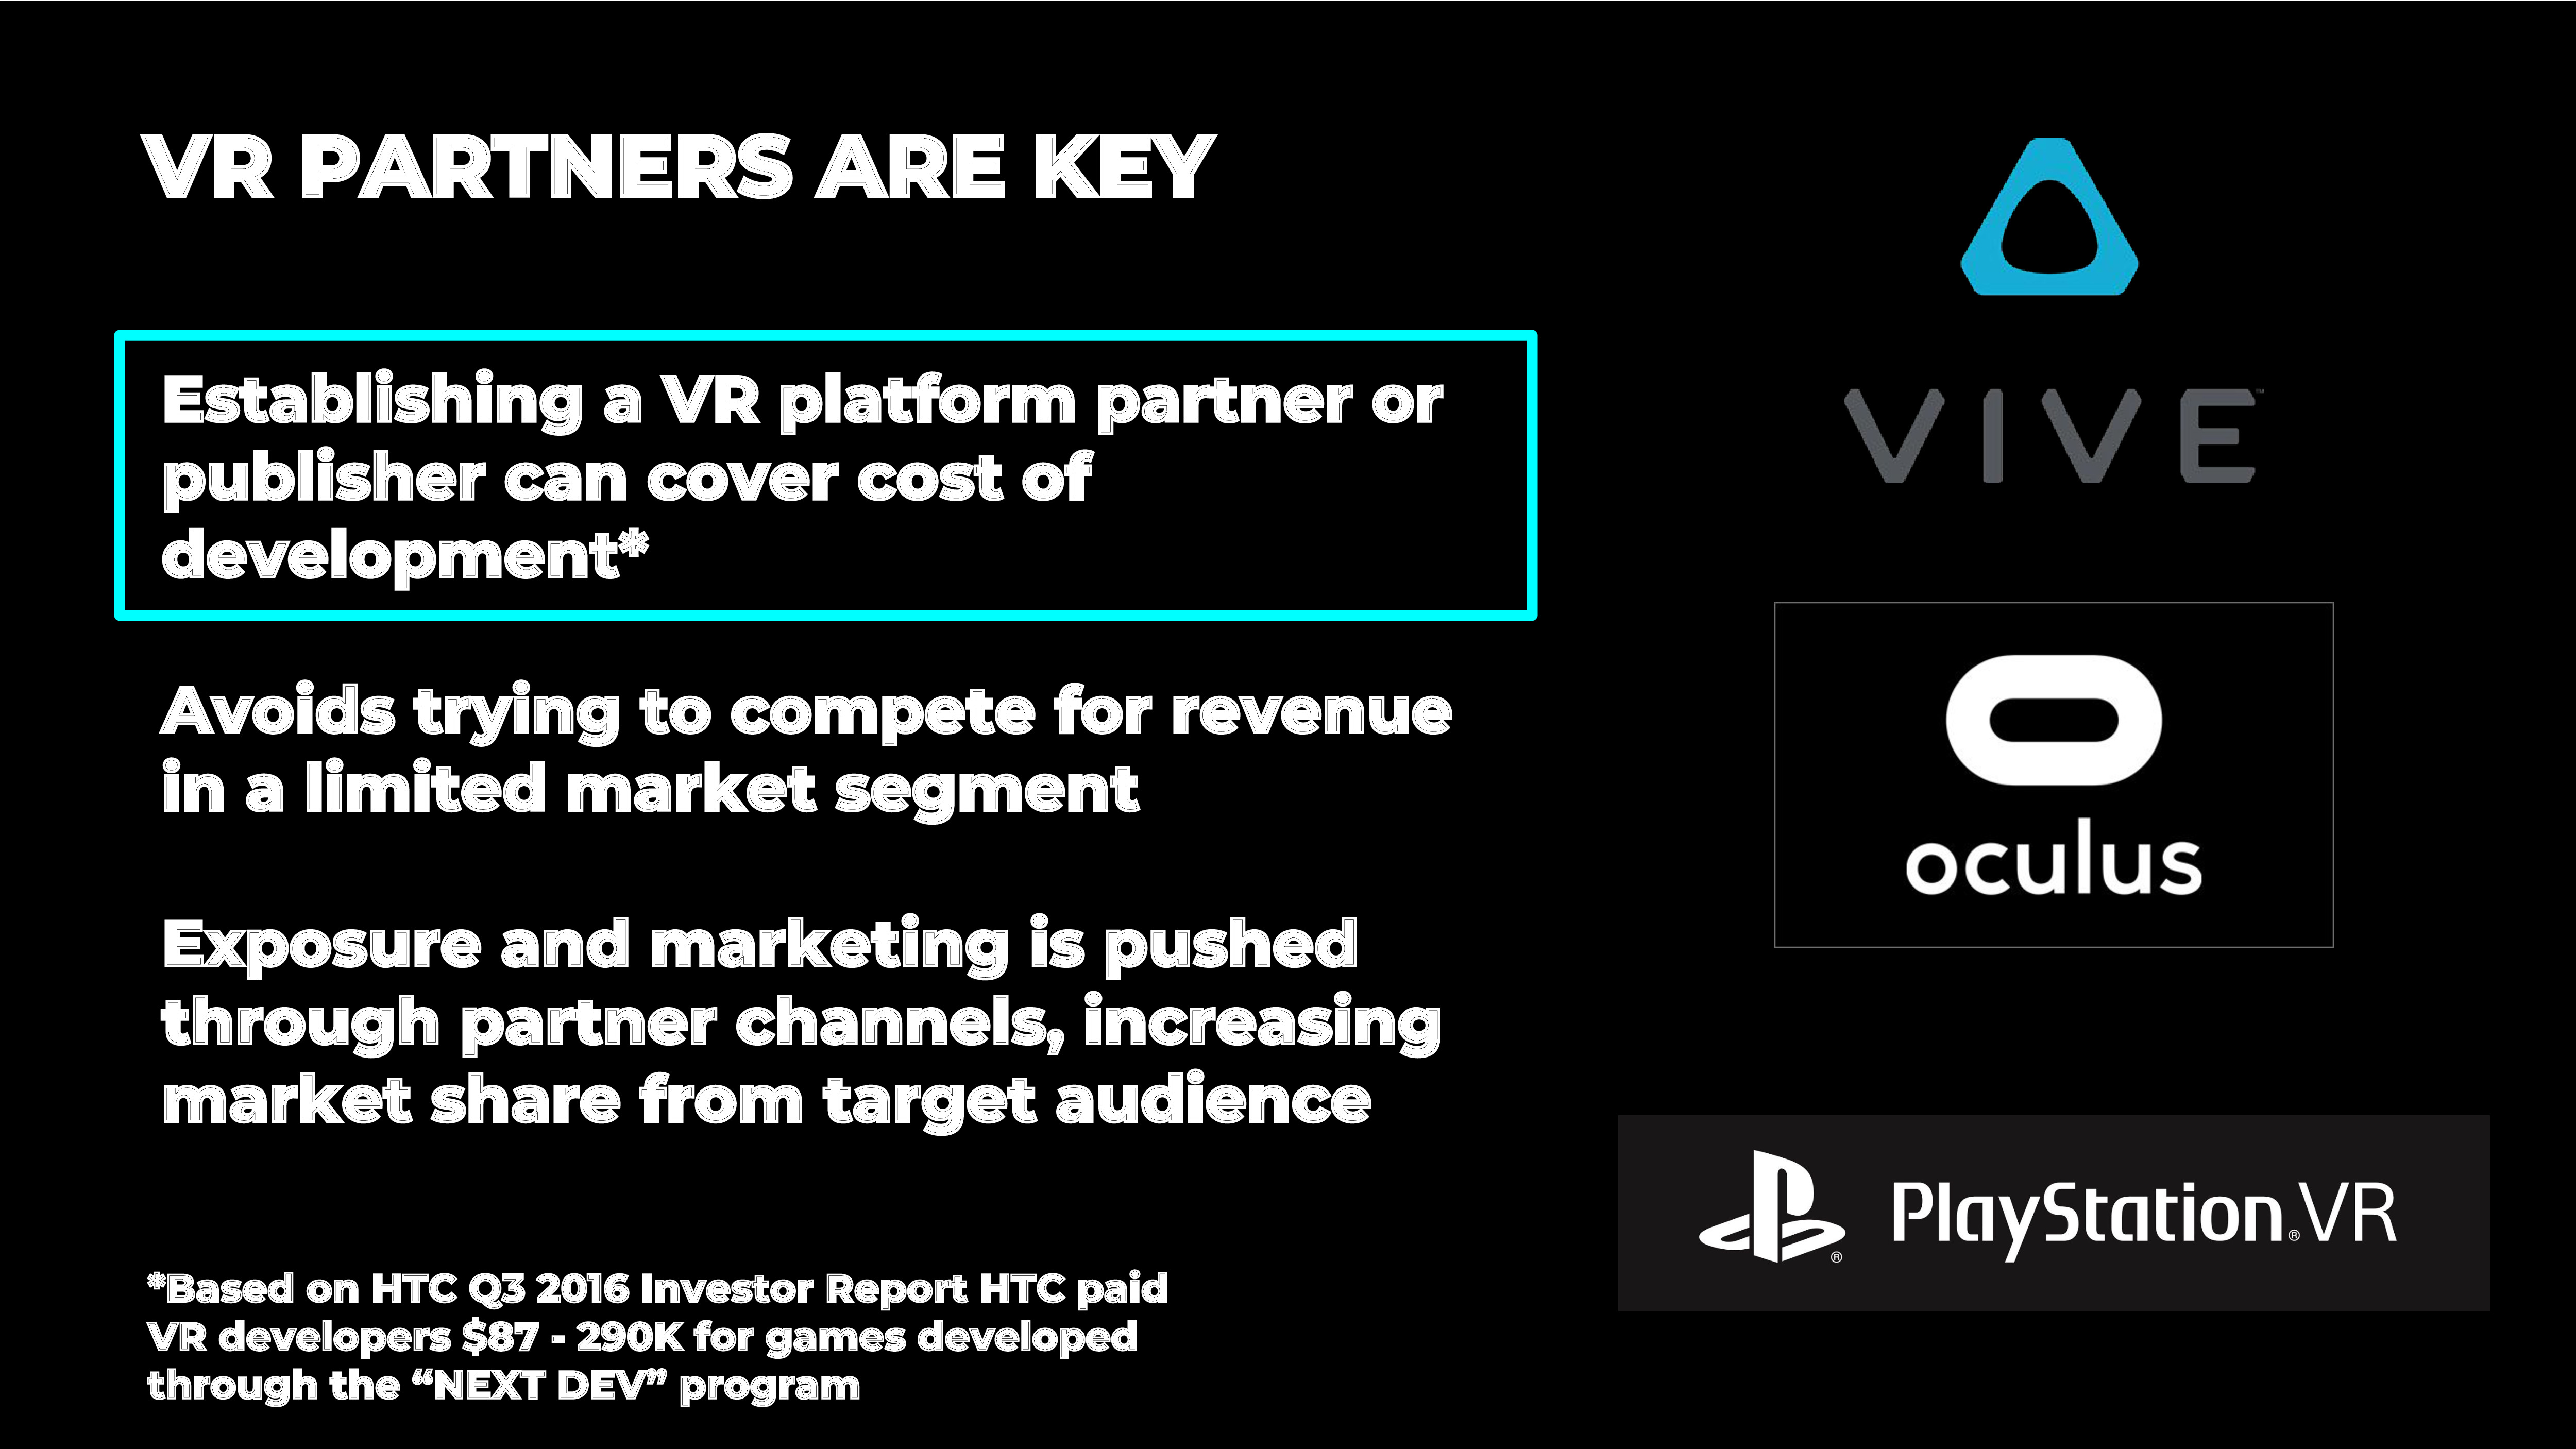 VR PARTNERS ARE KEY
Establishing a VR platform partner or
publisher can cover cost of
development*
Avoids trying to compete for revenue
in a limited market segment
Exposure and marketing is pushed
through partner channels, increasing
market share from target audience
*Based on HTC Q3 2016 Investor Report HTC paid
VR developers $87 - 290K for games developed
through the “NEXT DEV” program
VIVE™
oculus
® PlayStation®VR